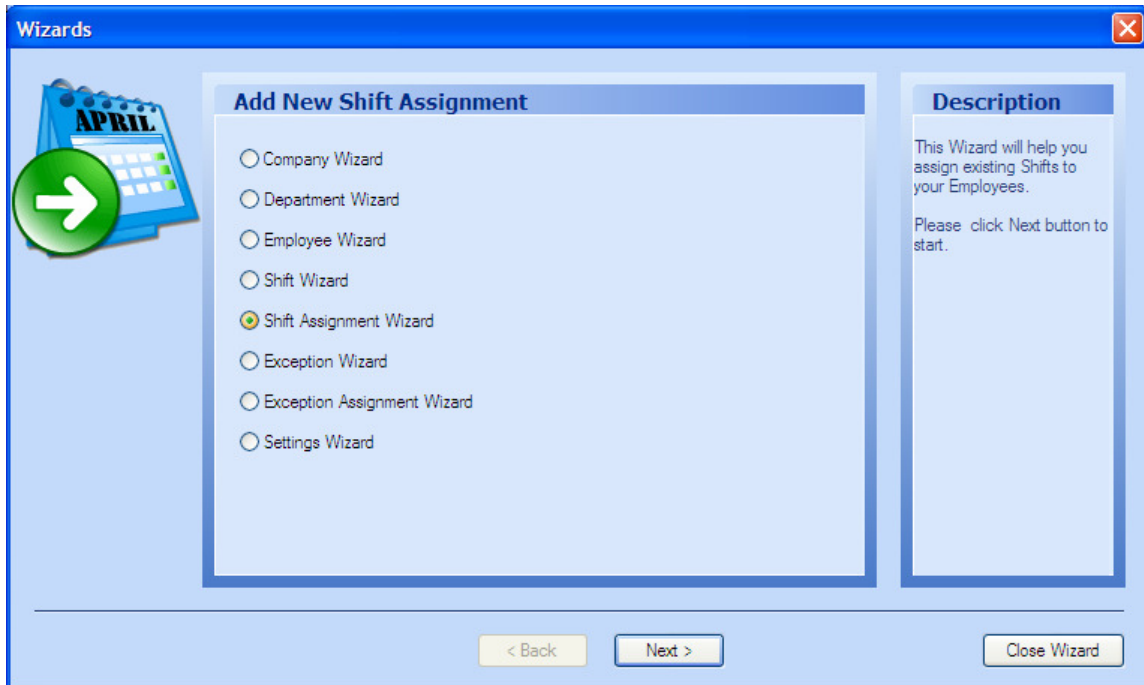 Wizards
APRIL
Add New Shift Assignment
Company Wizard
Department Wizard
Employee Wizard
Shift Wizard
Shift Assignment Wizard
Exception Wizard
Exception Assignment Wizard
Settings Wizard
Description
This Wizard will help you
assign existing Shifts to
your Employees.
Please click Next button to
start.
< Back
Next >
Close Wizard